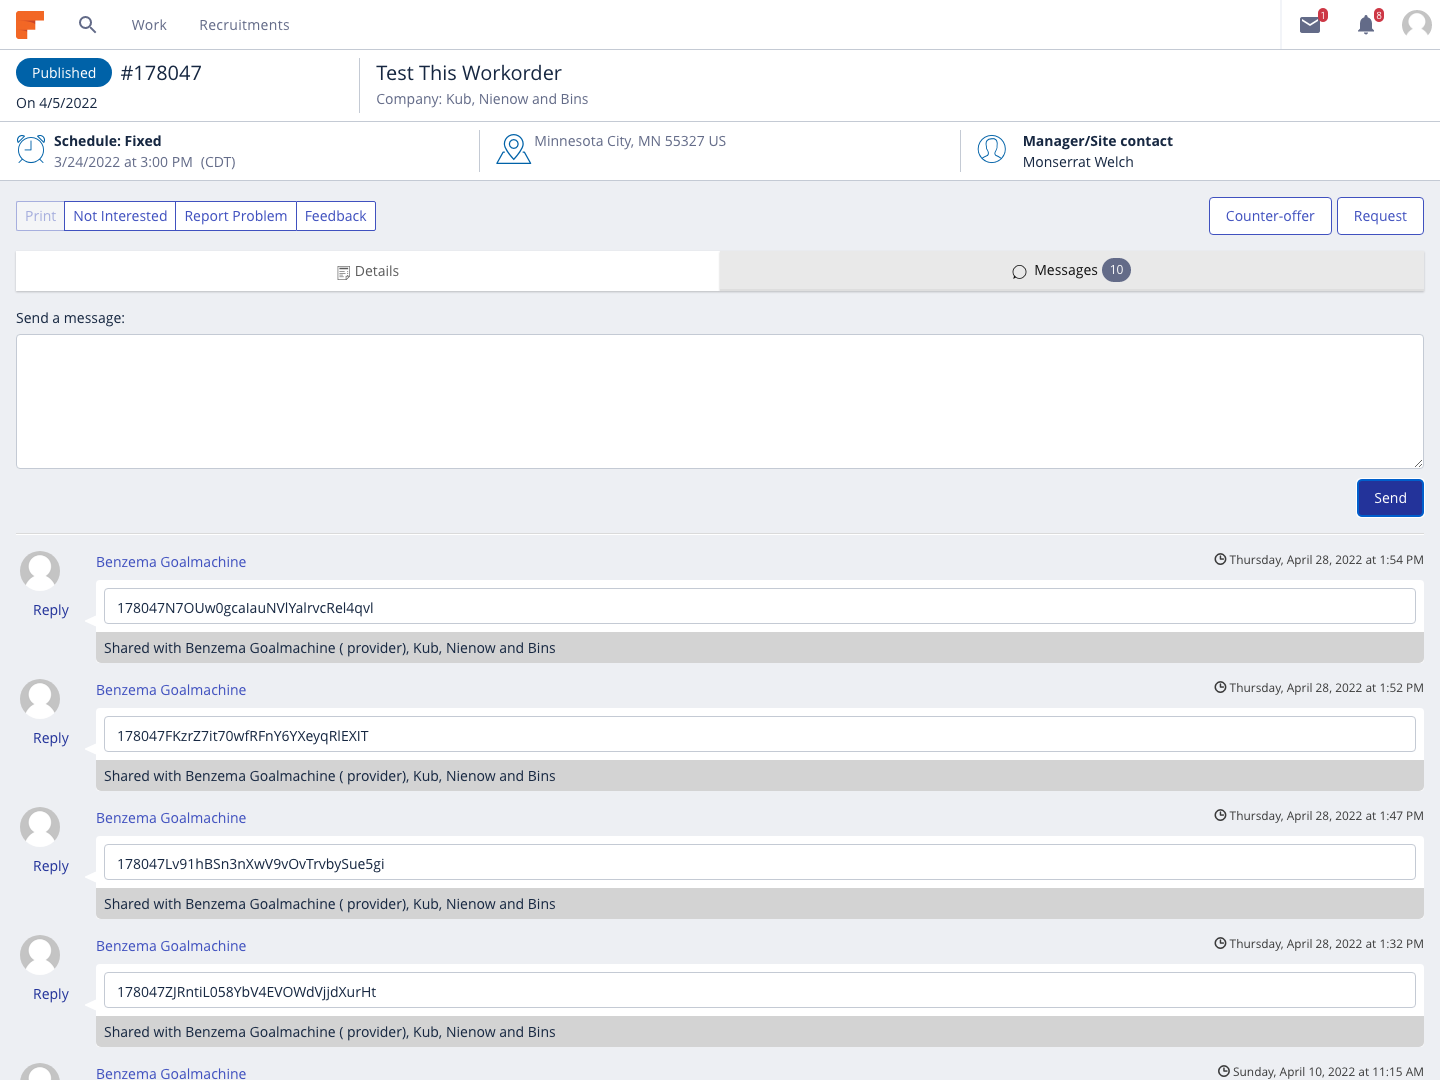 Work
Recruitments
1
8
Published
#178047
On 4/5/2022
Test This Workorder
Company: Kub, Nienow and Bins
Schedule: Fixed
3/24/2022 at 3:00 PM (CDT)
Minnesota City, MN 55327 US
Manager/Site contact
Monserrat Welch
Print
Not Interested
Report Problem
Feedback
Counter-offer
Request
Details
Messages 10
Send a message:
Send
Benzema Goalmachine
Thursday, April 28, 2022 at 1:54 PM
Reply
178047N7OUw0gcaIauNVlYalrvcRel4qvl
Shared with Benzema Goalmachine ( provider), Kub, Nienow and Bins
Benzema Goalmachine
Thursday, April 28, 2022 at 1:52 PM
Reply
178047FKzrZ7it70wfRFnY6YXeyqRlEXIT
Shared with Benzema Goalmachine ( provider), Kub, Nienow and Bins
Benzema Goalmachine
Thursday, April 28, 2022 at 1:47 PM
Reply
178047Lv91hBSn3nXwV9vOvTrvbySue5gi
Shared with Benzema Goalmachine ( provider), Kub, Nienow and Bins
Benzema Goalmachine
Thursday, April 28, 2022 at 1:32 PM
Reply
178047ZJRntiL058YbV4EVOWdVjjdXurHt
Shared with Benzema Goalmachine ( provider), Kub, Nienow and Bins
Benzema Goalmachine
Sunday, April 10, 2022 at 11:15 AM